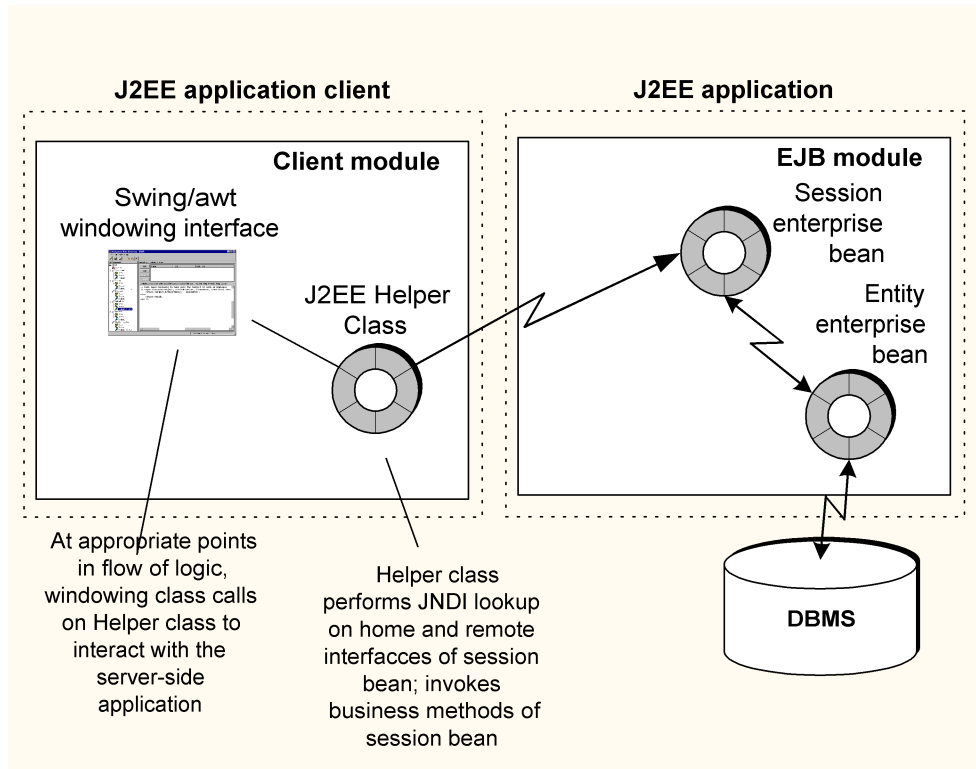 J2EE application client
J2EE application
Client module
Swing/awt
windowing interface
J2EE Helper
Class
EJB module
Session
enterprise
bean
Entity
enterprise
bean
DBMS
At appropriate points
in flow of logic,
windowing class calls
on Helper class to
interact with the
server-side
application
Helper class
performs JNDI lookup
on home and remote
interfacces of session
bean; invokes
business methods of
session bean